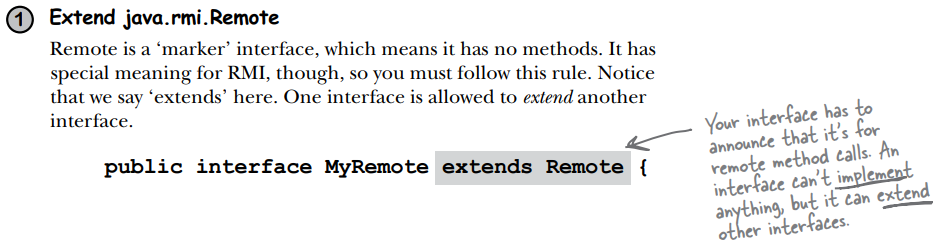 1 Extend java.rmi.Remote
Remote is a ‘marker’ interface, which means it has no methods. It has
special meaning for RMI, though, so you must follow this rule. Notice
that we say ‘extends’ here. One interface is allowed to extend another
interface.
public interface MyRemote extends Remote {
Your interface has to
announce that it's for
remote method calls. An
interface can't implement
anything, but it can extend
other interfaces.